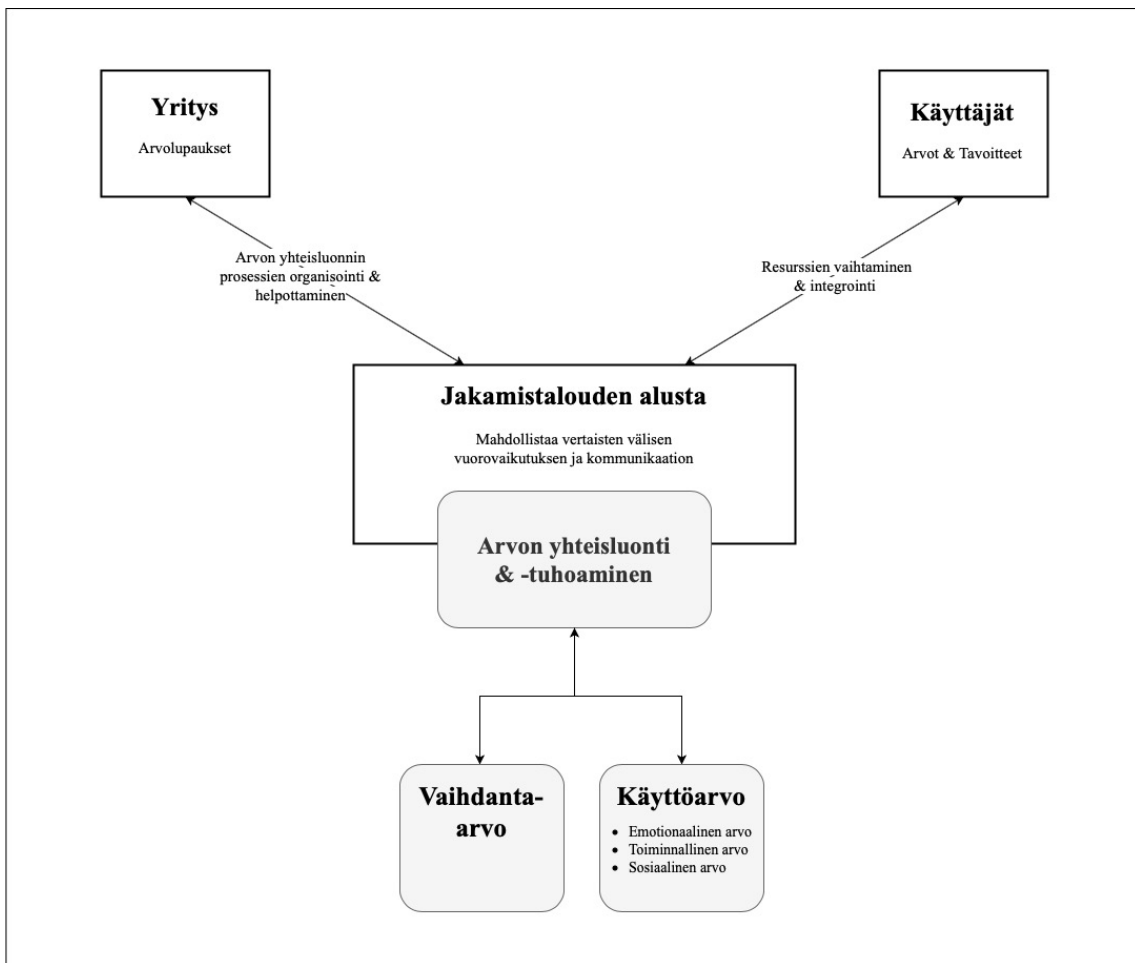 Yritys
Arvolupaukset
Käyttäjät
Arvot & Tavoitteet
Arvon yhteisluonnin
prosessien organisointi &
helpottaminen
Resurssien vaihtaminen
& integrointi
Jakamistalouden alusta
Mahdollistaa vertaisten välisen
vuorovaikutuksen ja kommunikaation
Arvon yhteisluonti
& -tuhoaminen
Vaihdanta-
arvo
Käyttöarvo
• Emotionaalinen arvo
• Toiminnallinen arvo
• Sosiaalinen arvo